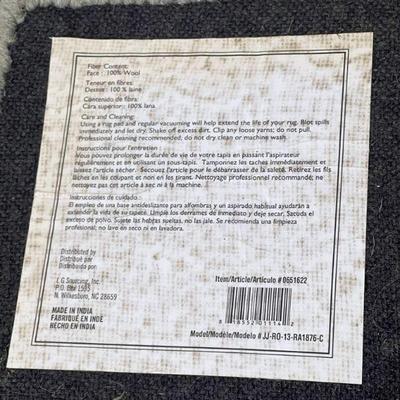 Fiber Content:
Face : 100% Wool
Teneur en fibres:
Dessus : 100% laine
Contenido de fibra:
Cara superior: 100% lana.
Care and Cleaning:
Using a rug pad and regular vacuuming will help extend the life of your rug. Blot spills
immediately and let dry. Shake off excess dirt. Clip any loose yarns; do not pull.
Professional cleaning recommended; do not dry clean or machine wash.
Instructions pour l'entretien :
Vous pouvez prolonger la durée de vie de votre tapis en passant l'aspirateur
régulièrement et en utilisant un sous-tapis. Tamponnez les taches immédiatement et
laissez l'article sécher. Secouez l'article pour le débarrasser de la saleté. Retirez les fils
lâches en les coupant et non en les tirant. Nettoyage professionnel recommandé; ne
nettoyez pas cet article à sec ni à la machine.
Instrucciones de cuidado:
El empleo de una base antideslizante para alfombras y un aspirado habitual ayudarán a
extender la vida de su tapete. Limpie los derrames de inmediato y deje secar. Sacuda el
exceso de polvo. Sujete las hebras sueltas, no las jale. Se recomienda una limpieza
profesional; no lave en seco ni en lavadora.
Distributed by
Distribué par
Distribuido por:
L G Sourcing, Inc.
P.O. Box 1535
N. Wilkesboro, NC 28659
MADE IN INDIA
FABRIQUÉ EN INDE
HECHO EN INDIA
Item/Article/Artículo # 0651622
Model/Modèle/Modelo # JJ-RO-13-RA1876-C